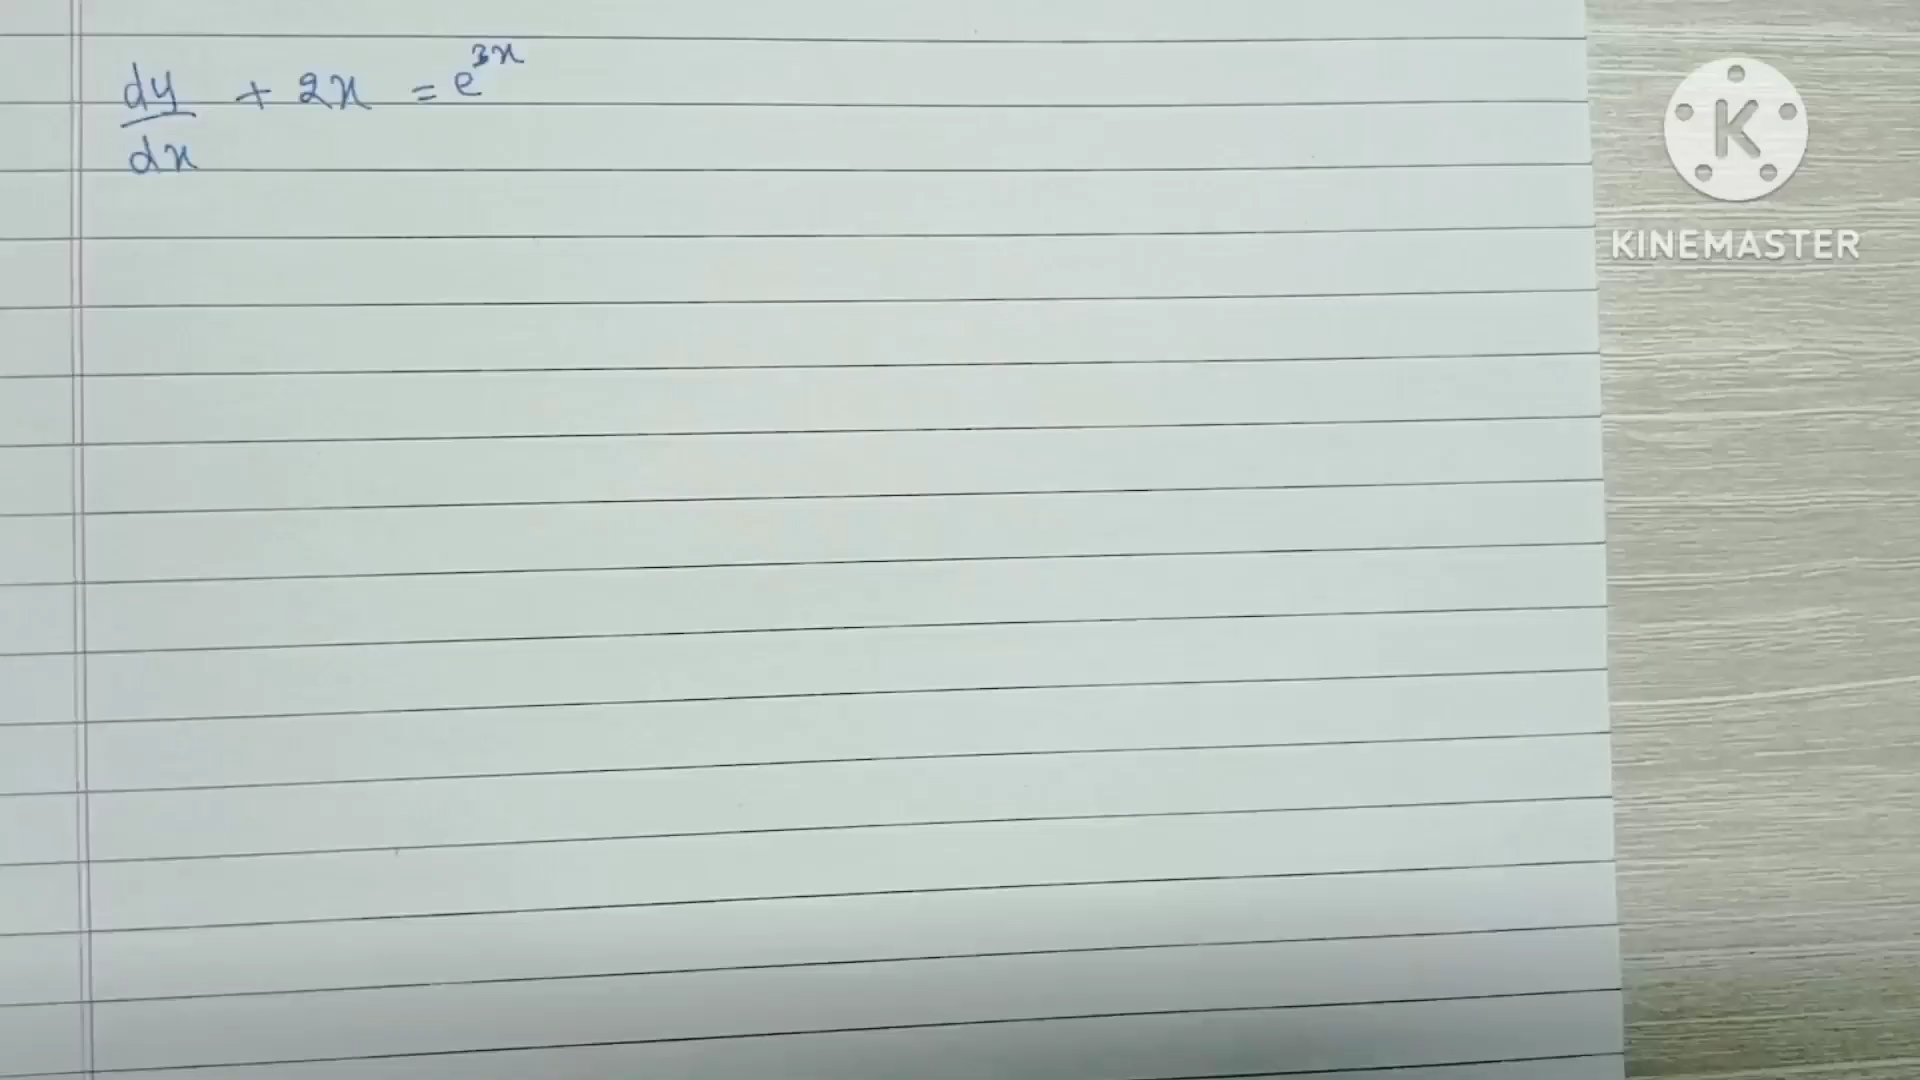 dy/dx + 2x = e^3x
K
KINEMASTER